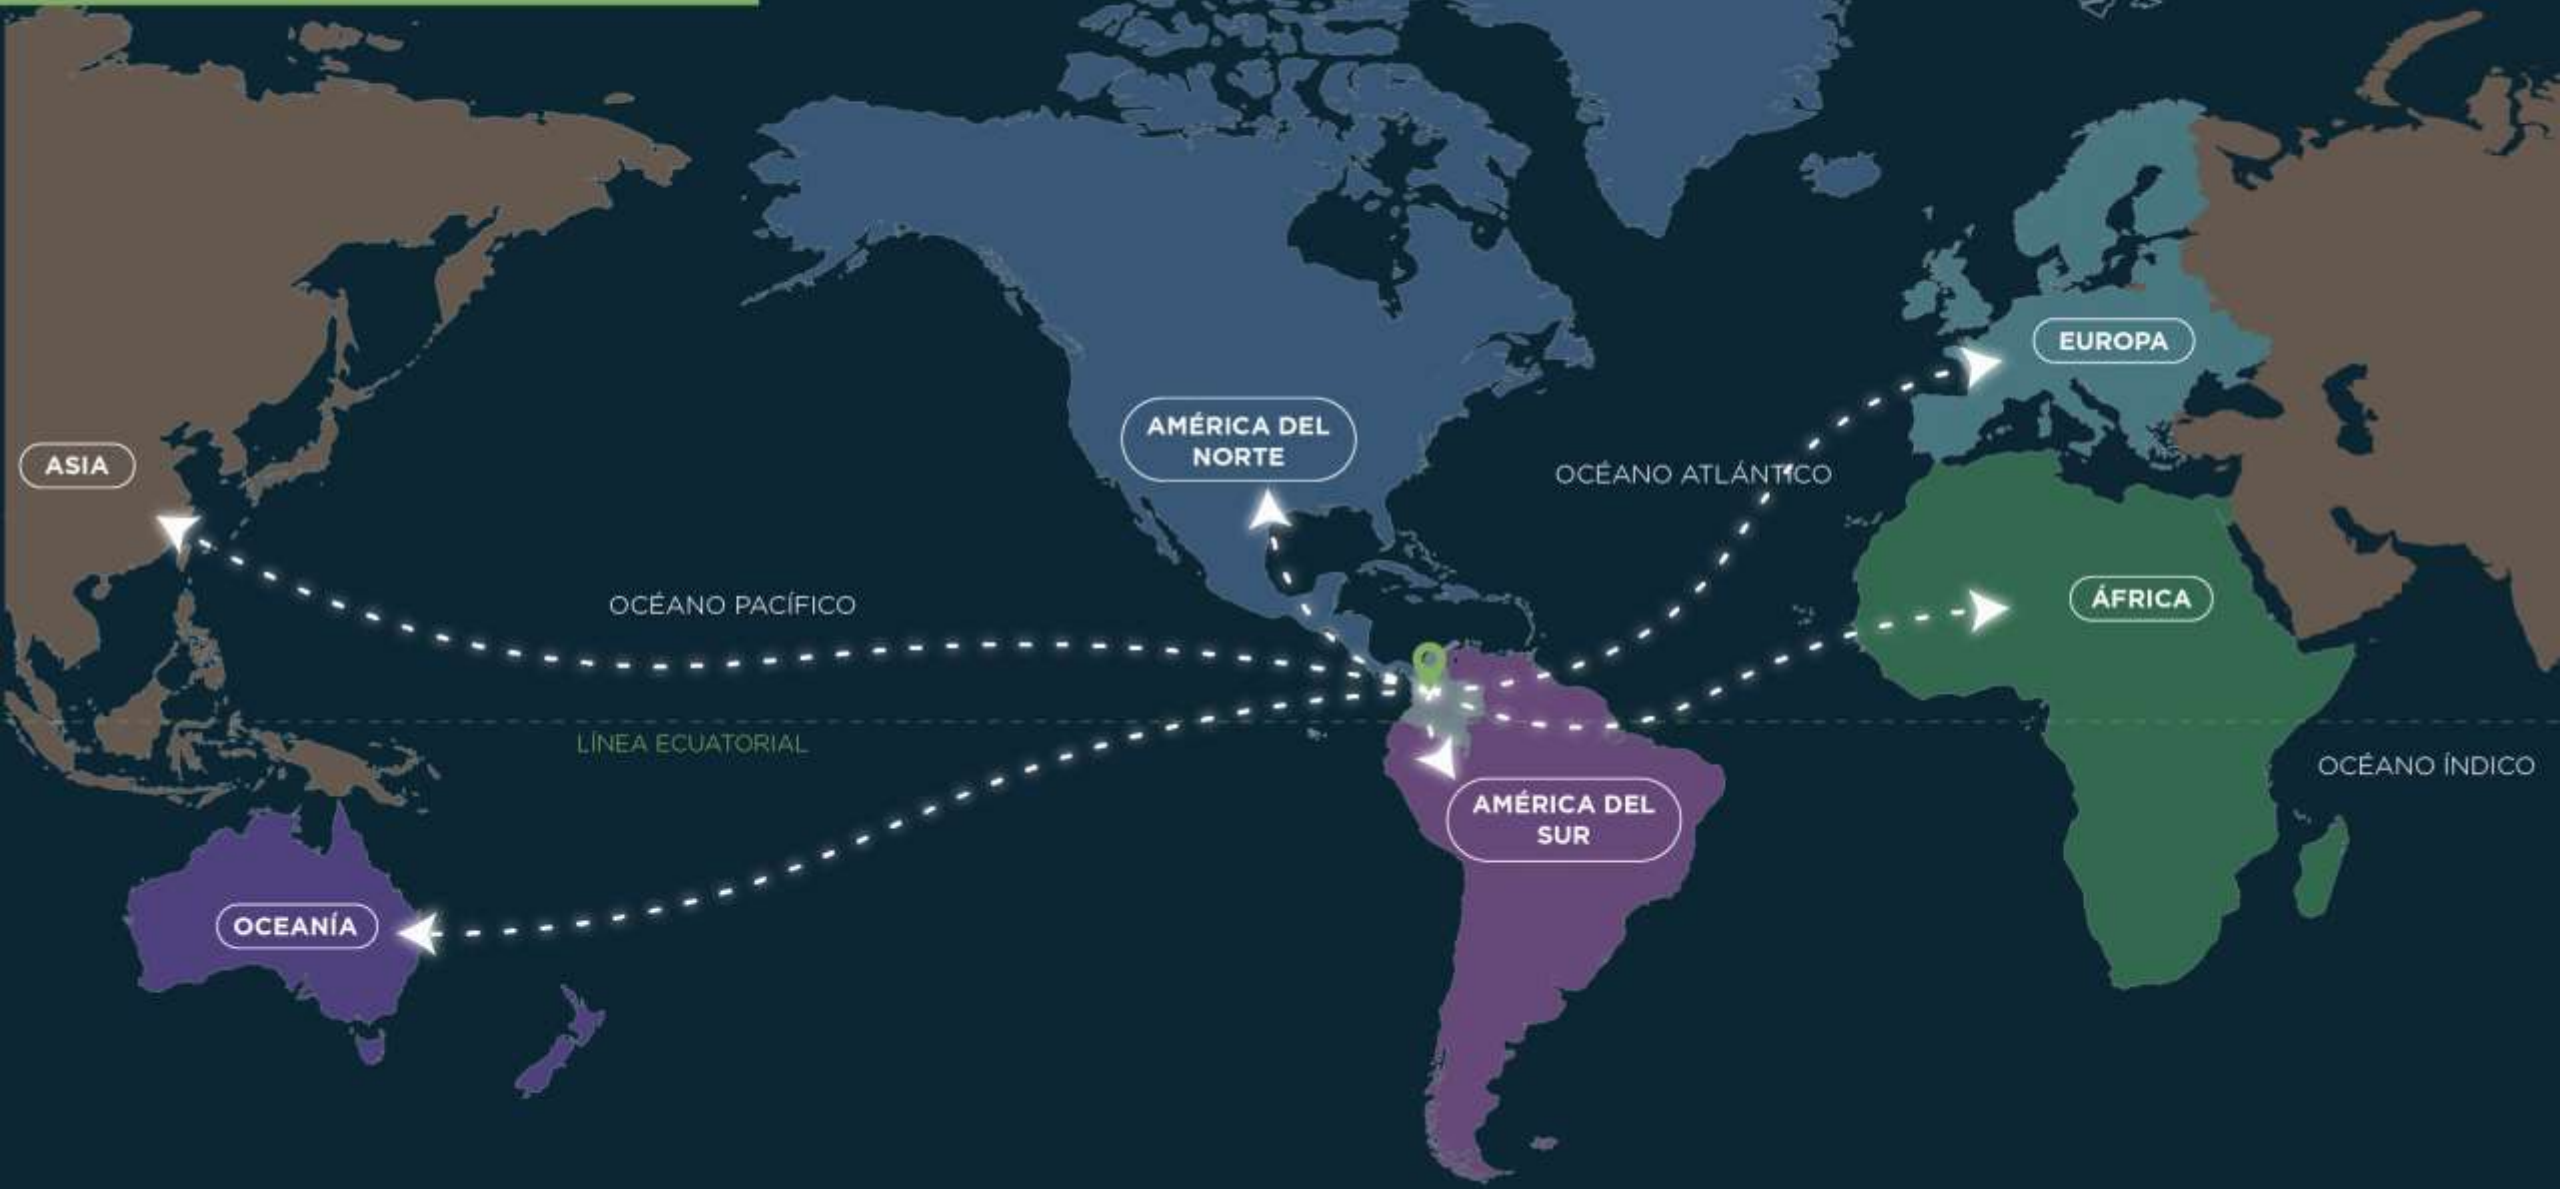 EUROPA
AMÉRICA DEL
NORTE
ASIA
OCÉANO ATLÁNTICO
ÁFRICA
OCÉANO PACÍFICO
LÍNEA ECUATORIAL
OCÉANO ÍNDICO
AMÉRICA DEL
SUR
OCEANÍA